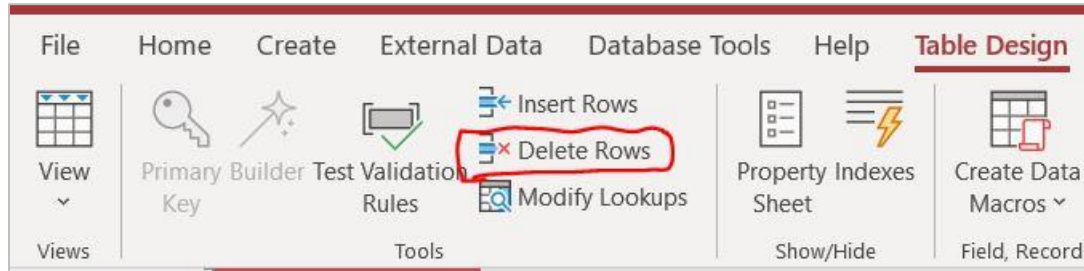 File Home Create External Data Database Tools Help Table Design
Insert Rows
Delete Rows
View Primary Builder Test Validation Property Indexes Create Data
Key Rules Modify Lookups Sheet Macros
Views Tools Show/Hide Field, Record